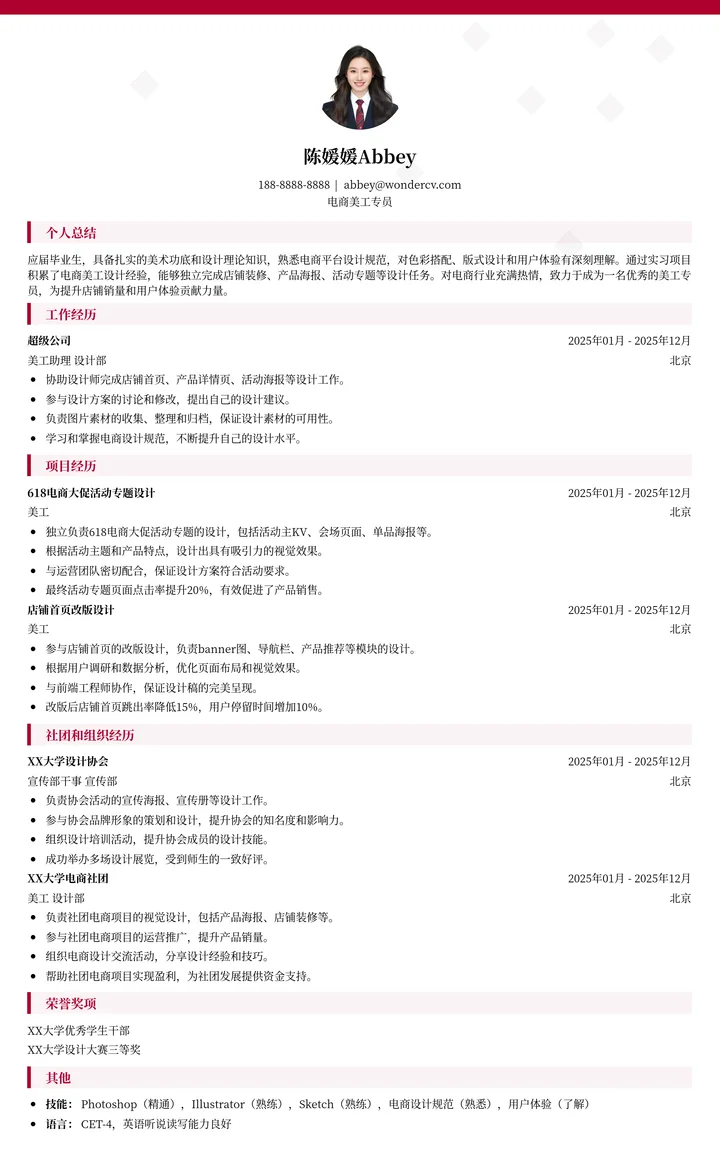 陈媛媛Abbey
188-8888-8888 | abbey@wondercv.com
电商美工专员
个人总结
应届毕业生，具备扎实的美术功底和设计理论知识，熟悉电商平台设计规范，对色彩搭配、版式设计和用户体验有深刻理解。通过实习项目
积累了电商美工设计经验，能够独立完成店铺装修、产品海报、活动专题等设计任务。对电商行业充满热情，致力于成为一名优秀的美工专
员，为提升店铺销量和用户体验贡献力量。
工作经历
超级公司 2025年01月 - 2025年12月
美工助理 设计部 北京
• 协助设计师完成店铺首页、产品详情页、活动海报等设计工作。
• 参与设计方案的讨论和修改，提出自己的设计建议。
• 负责图片素材的收集、整理和归档，保证设计素材的可用性。
• 学习和掌握电商设计规范，不断提升自己的设计水平。
项目经历
618电商大促活动专题设计 2025年01月 - 2025年12月
美工 北京
• 独立负责618电商大促活动专题的设计，包括活动主KV、会场页面、单品海报等。
• 根据活动主题和产品特点，设计出具有吸引力的视觉效果。
• 与运营团队密切配合，保证设计方案符合活动要求。
• 最终活动专题页面点击率提升20%，有效促进了产品销售。
店铺首页改版设计 2025年01月 - 2025年12月
美工 北京
• 参与店铺首页的改版设计，负责banner图、导航栏、产品推荐等模块的设计。
• 根据用户调研和数据分析，优化页面布局和视觉效果。
• 与前端工程师协作，保证设计稿的完美呈现。
• 改版后店铺首页跳出率降低15%，用户停留时间增加10%。
社团和组织经历
XX大学设计协会 2025年01月 - 2025年12月
宣传部干事 宣传部 北京
• 负责协会活动的宣传海报、宣传册等设计工作。
• 参与协会品牌形象的策划和设计，提升协会的知名度和影响力。
• 组织设计培训活动，提升协会成员的设计技能。
• 成功举办多场设计展览，受到师生的一致好评。
XX大学电商社团 2025年01月 - 2025年12月
美工 设计部 北京
• 负责社团电商项目的视觉设计，包括产品海报、店铺装修等。
• 参与社团电商项目的运营推广，提升产品销量。
• 组织电商设计交流活动，分享设计经验和技巧。
• 帮助社团电商项目实现盈利，为社团发展提供资金支持。
荣誉奖项
XX大学优秀学生干部
XX大学设计大赛三等奖
其他
• 技能： Photoshop（精通）, Illustrator（熟练）, Sketch（熟练）, 电商设计规范（熟悉）, 用户体验（了解）
• 语言： CET-4，英语听说读写能力良好